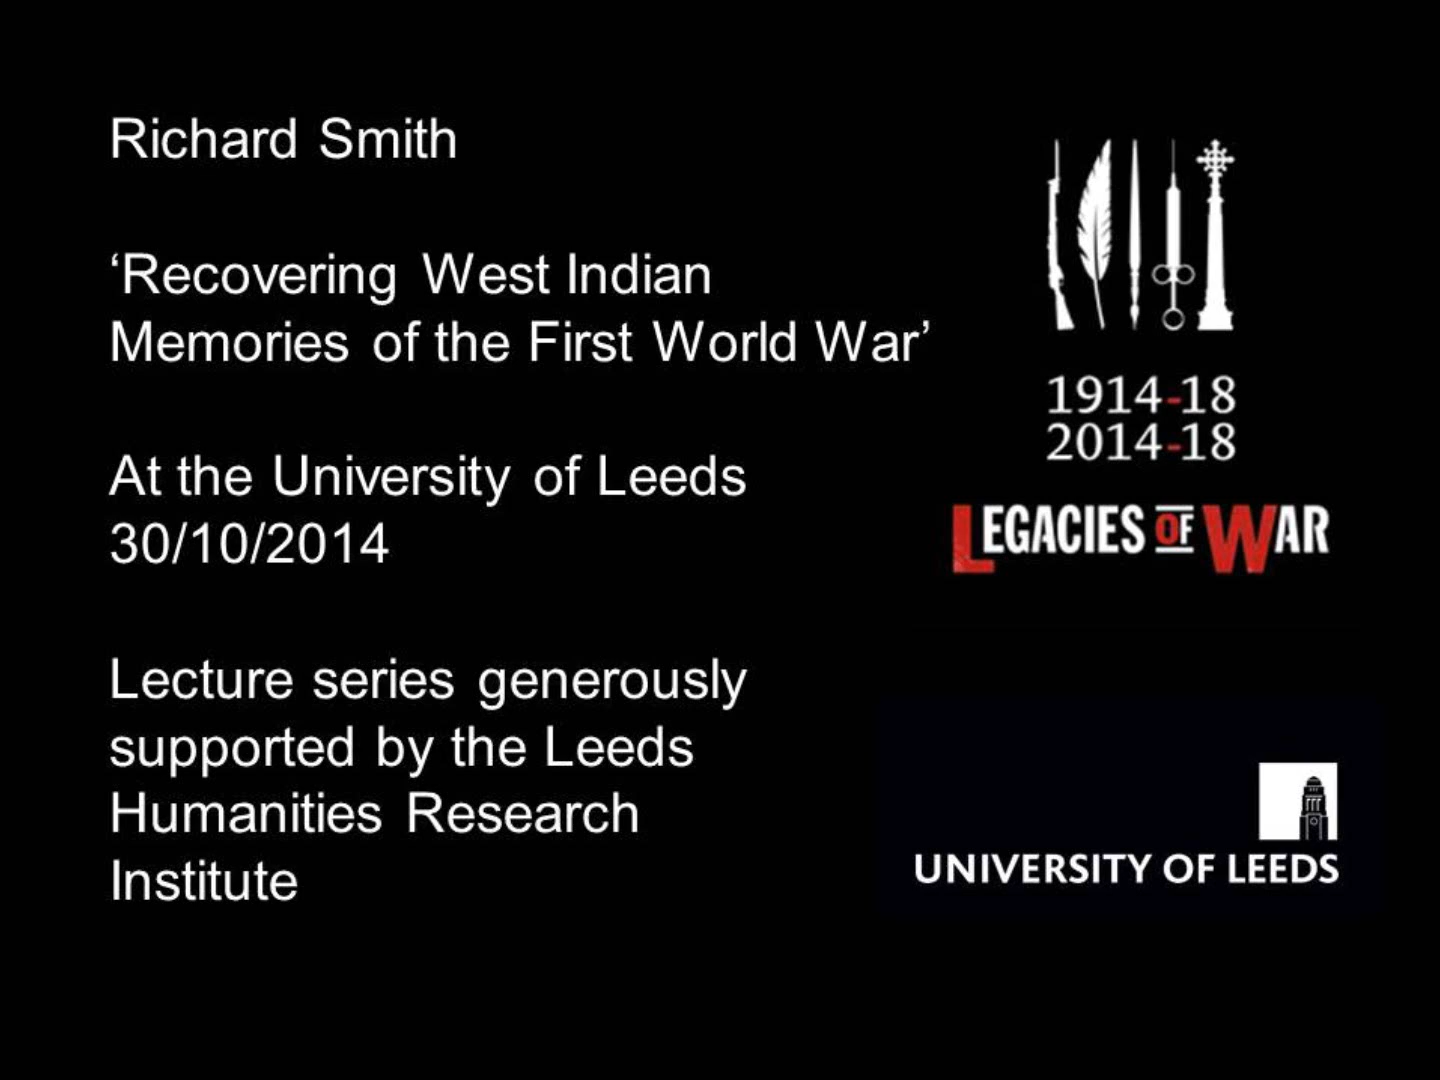 Richard Smith
‘Recovering West Indian
Memories of the First World War’
At the University of Leeds
30/10/2014
Lecture series generously
supported by the Leeds
Humanities Research
Institute
1914-18
2014-18
LEGACIES OF WAR
UNIVERSITY OF LEEDS